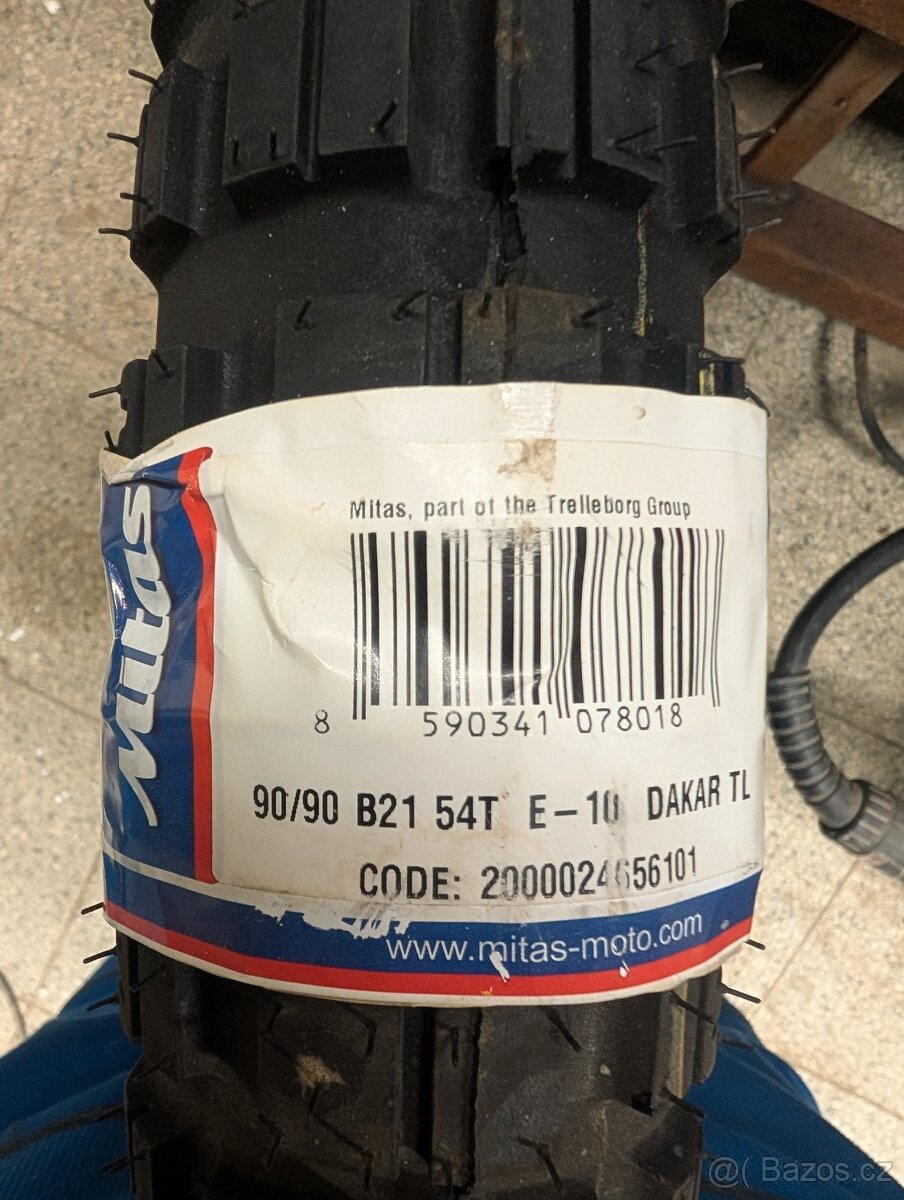 Mitas
Mitas, part of the Trelleborg Group
8 590341 078018
90/90 B21 54T E-10 DAKAR TL
CODE: 2000024656101
www.mitas-moto.com
@( Bazos.cz